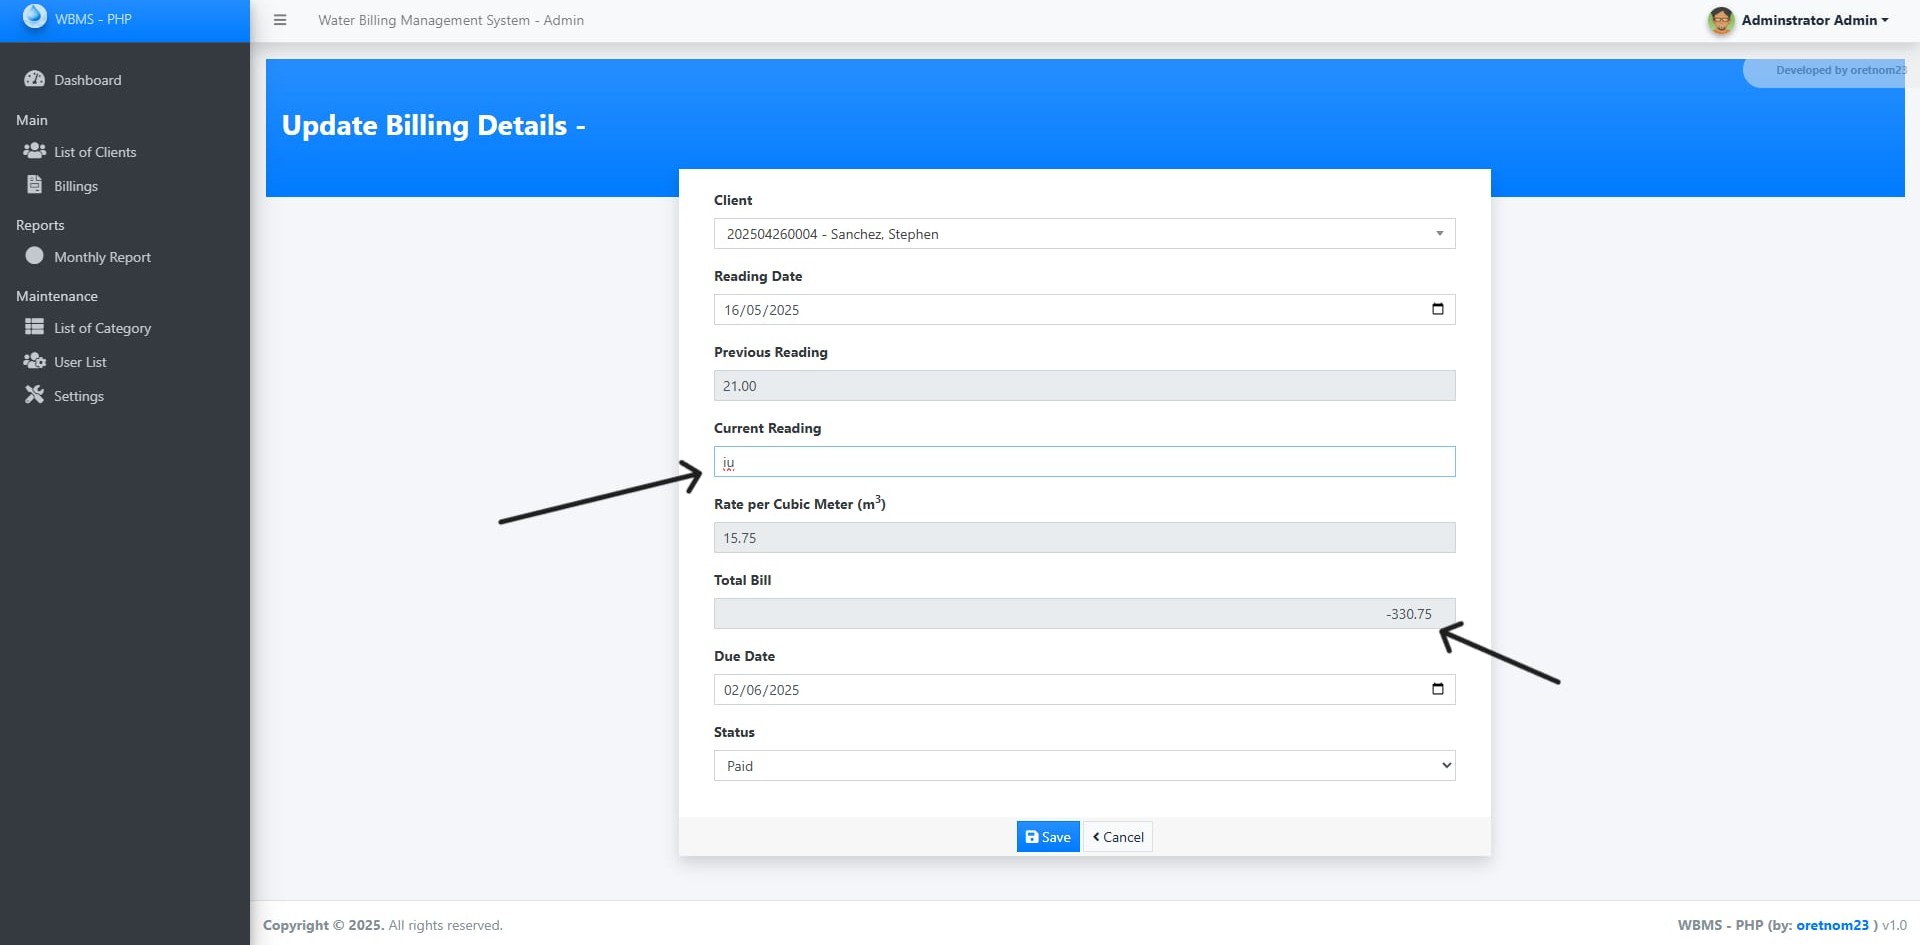 WBMS - PHP
Water Billing Management System - Admin
Adminstrator Admin
Developed by oretnom23
Dashboard
Main
List of Clients
Billings
Reports
Monthly Report
Maintenance
List of Category
User List
Settings
Update Billing Details -
Client
202504260004 - Sanchez, Stephen
Reading Date
16/05/2025
Previous Reading
21.00
Current Reading
iu
Rate per Cubic Meter (m³)
15.75
Total Bill
-330.75
Due Date
02/06/2025
Status
Paid
Save
Cancel
Copyright © 2025. All rights reserved.
WBMS - PHP (by: oretnom23 ) v1.0